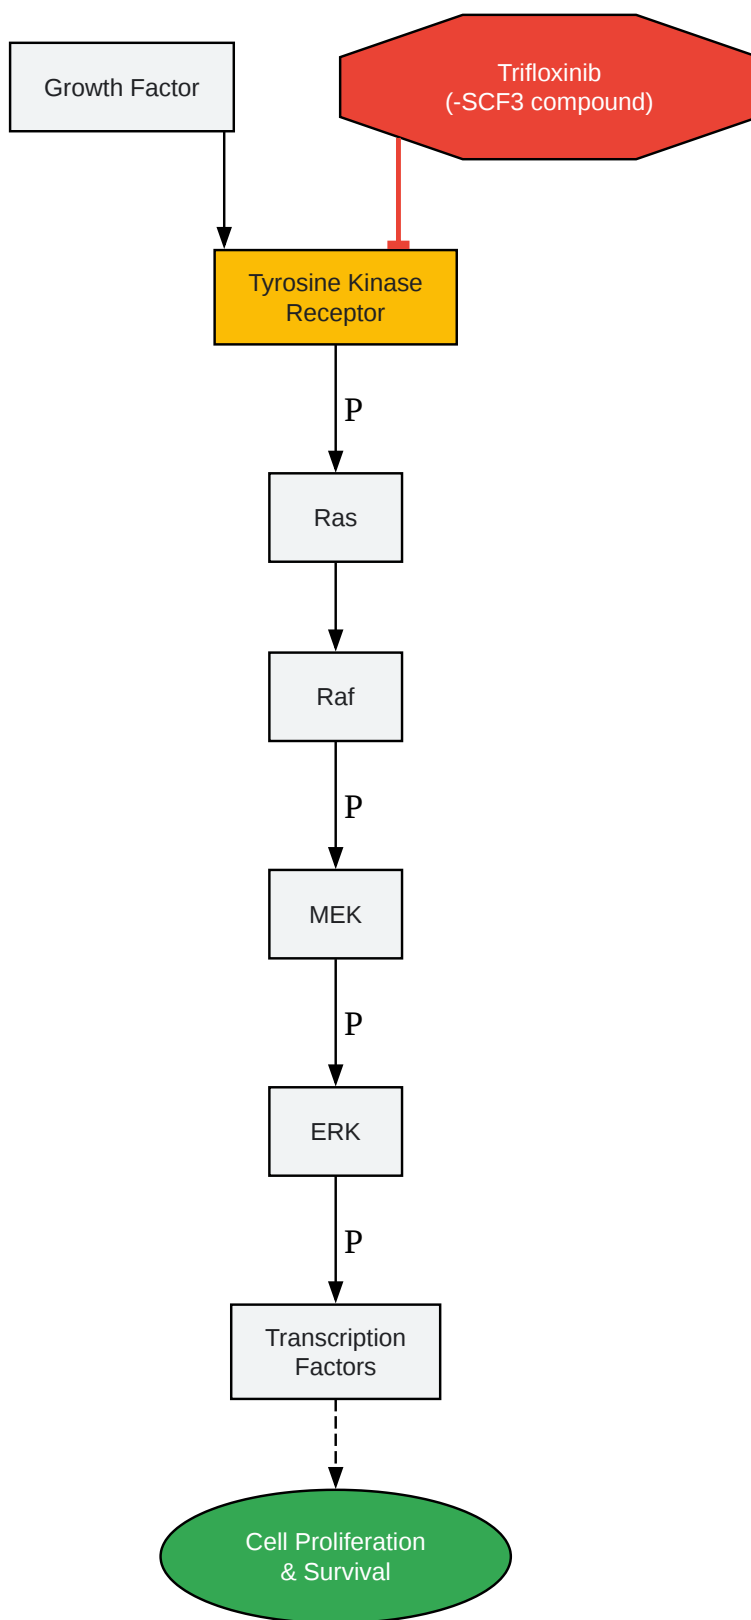 Growth Factor
Trifloxinib
(-SCF3 compound)
Tyrosine Kinase
Receptor
P
Ras
Raf
P
MEK
P
ERK
P
Transcription
Factors
Cell Proliferation
& Survival